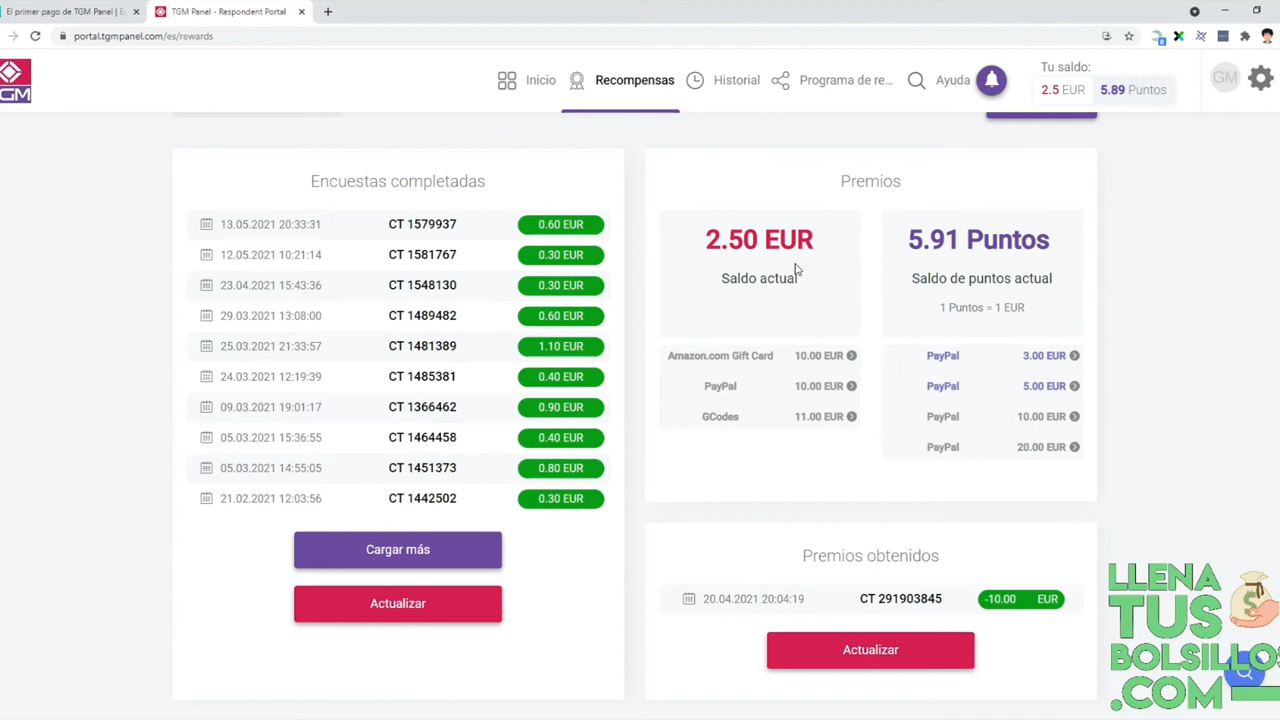 El primer pago de TGM Panel | E
TGM Panel - Respondent Portal
portal.tgmpanel.com/es/rewards
GM
Inicio
Recompensas
Historial
Programa de re...
Ayuda
Tu saldo:
2.5 EUR
5.89 Puntos
GM
Encuestas completadas
13.05.2021 20:33:31 CT 1579937 0.60 EUR
12.05.2021 10:21:14 CT 1581767 0.30 EUR
23.04.2021 15:43:36 CT 1548130 0.30 EUR
29.03.2021 13:08:00 CT 1489482 0.60 EUR
25.03.2021 21:33:57 CT 1481389 1.10 EUR
24.03.2021 12:19:39 CT 1485381 0.40 EUR
09.03.2021 19:01:17 CT 1366462 0.90 EUR
05.03.2021 15:36:55 CT 1464458 0.40 EUR
05.03.2021 14:55:05 CT 1451373 0.80 EUR
21.02.2021 12:03:56 CT 1442502 0.30 EUR
Cargar más
Actualizar
Premios
2.50 EUR
Saldo actual
Amazon.com Gift Card 10.00 EUR
PayPal 10.00 EUR
GCodes 11.00 EUR
5.91 Puntos
Saldo de puntos actual
1 Puntos = 1 EUR
PayPal 3.00 EUR
PayPal 5.00 EUR
PayPal 10.00 EUR
PayPal 20.00 EUR
Premios obtenidos
20.04.2021 20:04:19 CT 291903845 -10.00 EUR
Actualizar
LLENA
TUS
BOLSILLOS
.COM